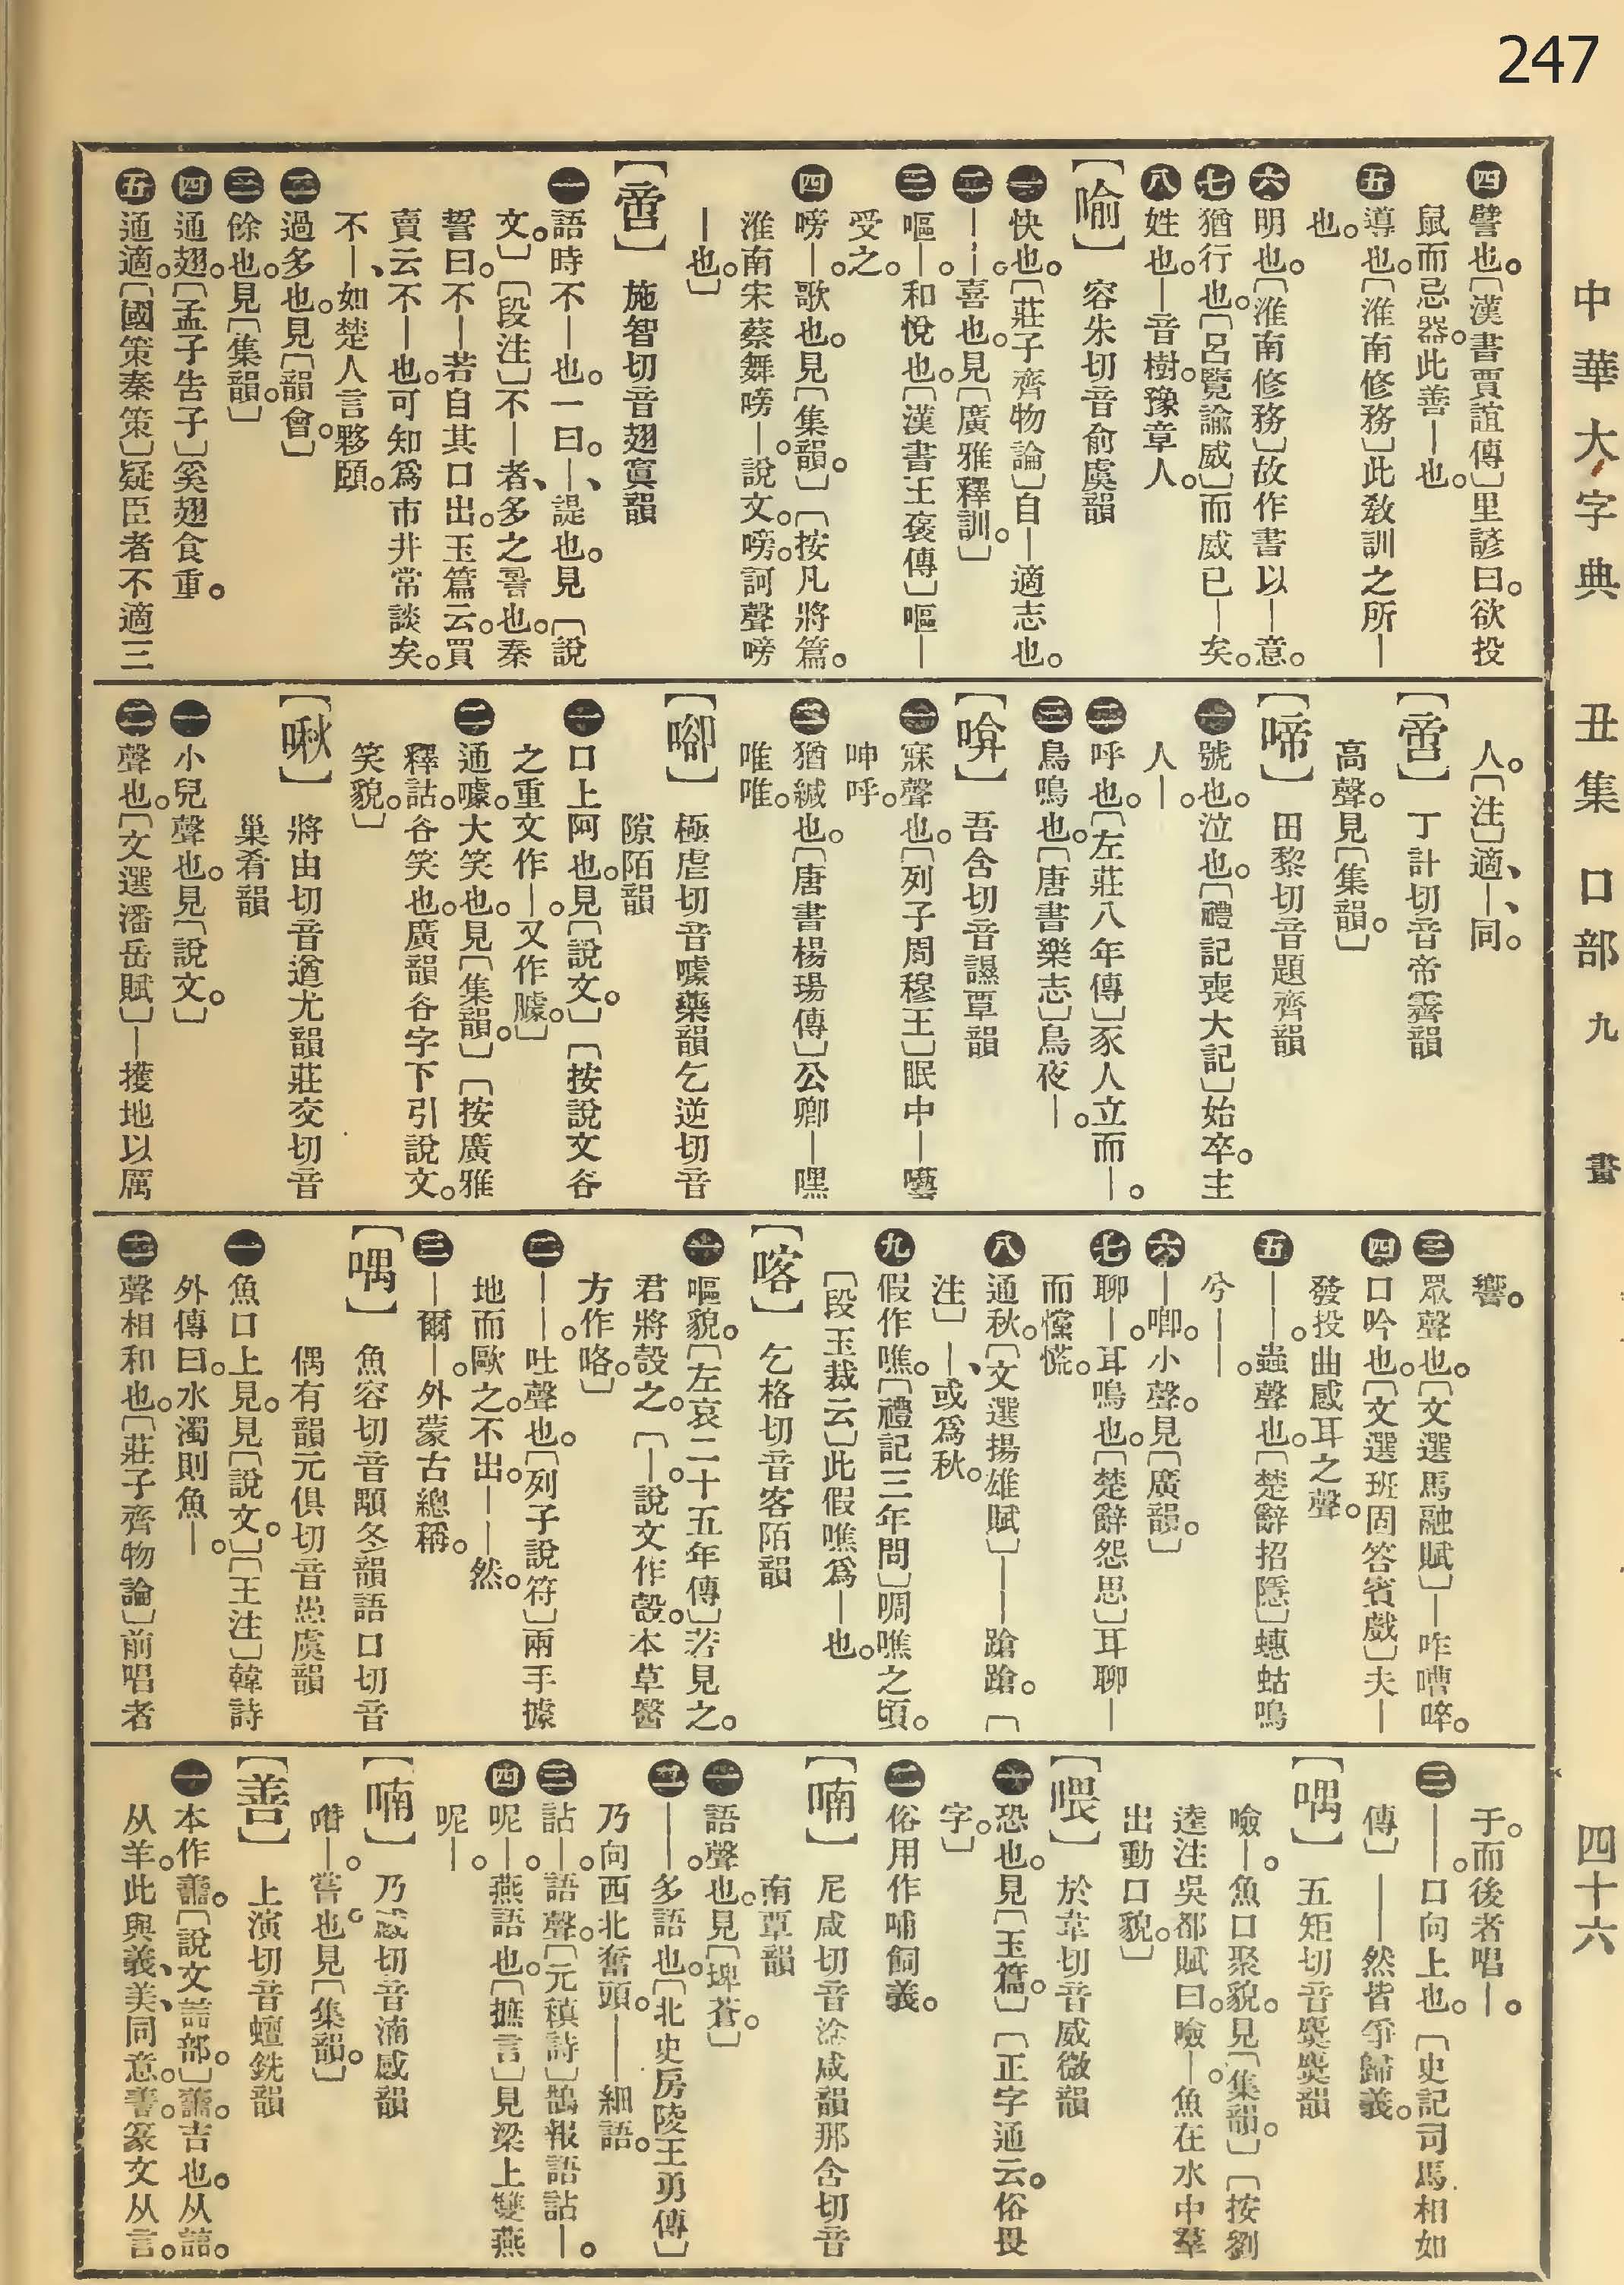 247
中華大字典 丑集 口部 九畫 四十六
四譬也。〔漢書賈誼傳〕里諺曰。欲投
鼠而忌器。此善—也。
五導也。〔淮南修務〕此敎訓之所—
也。
六明也。〔淮南修務〕故作書以—意。
七猶行也。〔呂覽論威〕而威已—矣。
八姓也。—音樹。豫章人。
【喻】 容朱切音俞虞韻
一快也。〔莊子齊物論〕自—適志也。
二——。喜也。見〔廣雅釋訓。〕
三嘔—。和悅也。〔漢書王褒傳〕嘔—
受之。
四嗙—。歌也。見〔集韻。〕〔按凡將篇。
淮南宋蔡舞嗙—。說文。嗙。訶聲嗙
—也。〕
【啻】 施智切音翅寘韻
一語時不—也。一曰。—、諟也。見〔說
文。〕〔段注〕不—者、多之䛐也。秦
誓曰。不—若自其口出。玉篇云。買
賣云不—也。可知爲市井常談矣。
不—、如楚人言夥頤。
二過多也。見〔韻會。〕
三餘也。見〔集韻。〕
四通翅。〔孟子告子〕奚翅食重。
五通適。〔國策秦策〕疑臣者不適三
人。〔注〕適、—、同。
【啻】 丁計切音帝霽韻
高聲。見〔集韻。〕
【啼】 田黎切音題齊韻
一號也。泣也。〔禮記喪大記〕始卒。主
人—。
二呼也。〔左莊八年傳〕豕人立而—。
三鳥鳴也。〔唐書樂志〕鳥夜—。
【啽】 吾含切音讝覃韻
一寐聲也。〔列子周穆王〕眠中—囈
呻呼。
二猶緘也。〔唐書楊瑒傳〕公卿—嘿
唯唯。
【㖸】 極虐切音噱藥韻乞逆切音
隙陌韻
一口上阿也。見〔說文。〕〔按說文谷
之重文作—。又作臄。〕
二通噱。大笑也。見〔集韻。〕〔按廣雅
釋詁。谷笑也。廣韻谷字下引說文。
笑貌。〕
【啾】 將由切音遒尤韻莊交切音
巢肴韻
一小兒聲也。見〔說文。〕
二聲也。〔文選潘岳賦〕—擭地以厲
響。
三眾聲也。〔文選馬融賦〕—咋嘈啐。
四口吟也。〔文選班固答賓戲〕夫—
發投曲感耳之聲。
五——。蟲聲也。〔楚辭招隱〕蟪蛄鳴
兮——。
六—喞。小聲。見〔廣韻。〕
七聊—。耳鳴也。〔楚辭怨思〕耳聊—
而戃慌。
八通秋。〔文選揚雄賦〕——蹌蹌。〔
注〕—、或爲秋。
九假作噍。〔禮記三年問〕啁噍之頃。
〔段玉裁云〕此假噍爲—也。
【喀】 乞格切音客陌韻
一嘔貌。〔左哀二十五年傳〕若見之。
君將㱿之。〔—。說文作㱿。本草醫
方作咯。〕
二——。吐聲也。〔列子說符〕兩手據
地而歐之。不出。——然。
三—爾—。外蒙古總稱。
【喁】 魚容切音顒冬韻語口切音
偶有韻元俱切音愚虞韻
一魚口上見。見〔說文。〕〔王注〕韓詩
外傳曰。水濁則魚—。
二聲相和也。〔莊子齊物論〕前唱者
于。而後者唱—。
三——。口向上也。〔史記司馬相如
傳〕——然皆爭歸義。
【喁】 五矩切音麌麌韻
噞—。魚口聚貌。見〔集韻。〕〔按劉
逵注吳都賦曰。噞—。魚在水中羣
出動口貌。〕
【喂】 於韋切音威微韻
一恐也。見〔玉篇。〕〔正字通云。俗畏
字。〕
二俗用作哺飼義。
【喃】 尼咸切音諵咸韻那含切音
南覃韻
一語聲也。見〔埤蒼。〕
二——。多語也。〔北史房陵王勇傳〕
乃向西北奮頭。——細語。
三詀—。語聲。〔元稹詩〕鵲報語詀—。
四呢—。燕語也。〔摭言〕見梁上雙燕
呢—。
【喃】 乃感切音湳感韻
噆—。嘗也。見〔集韻。〕
【善】 上演切音蟺銑韻
一本作譱。〔說文誩部。〕譱。吉也。从誩。
从羊。此與義、美、同意。善。篆文从言。